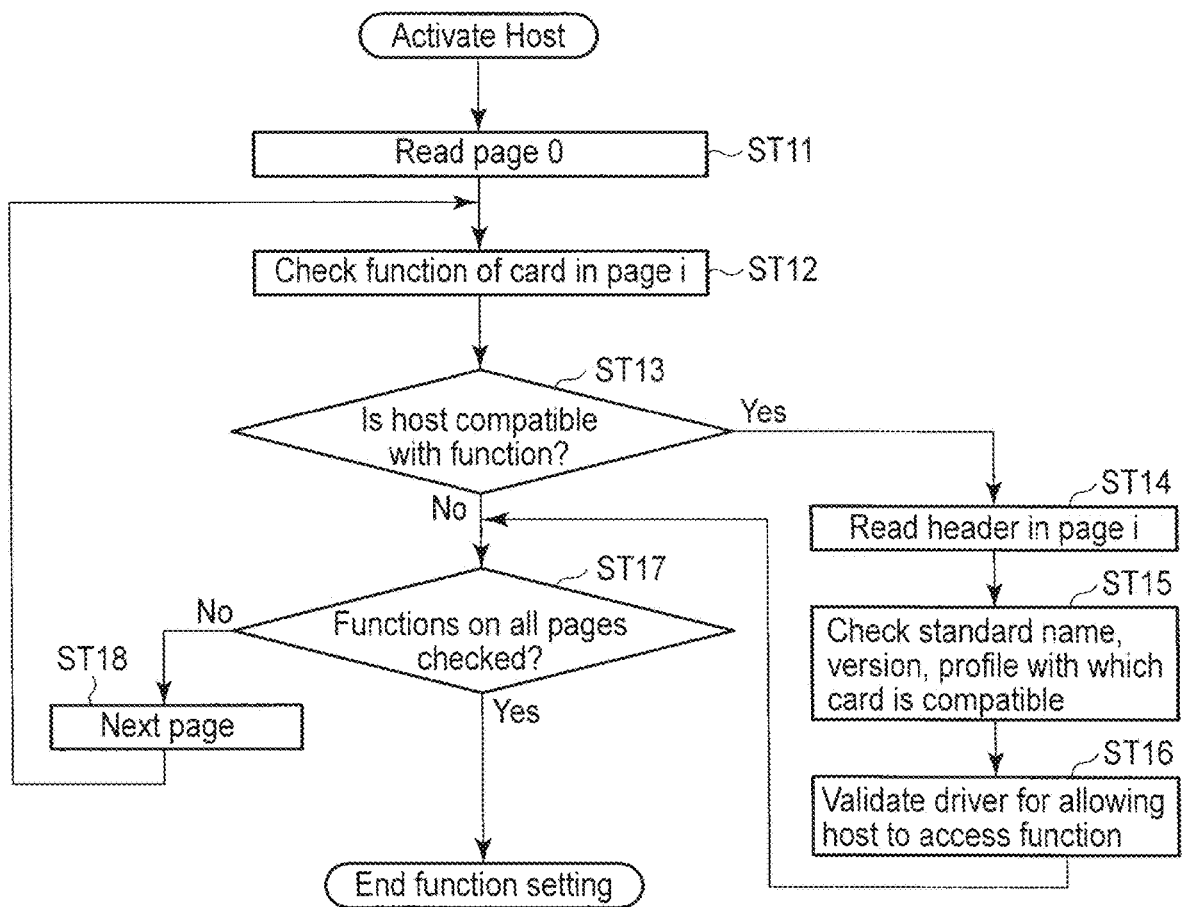 Activate Host
Read page 0
ST11
Check function of card in page i
ST12
ST13
Is host compatible
with function?
Yes
No
ST14
Read header in page i
ST15
Check standard name,
version, profile with which
card is compatible
ST16
Validate driver for allowing
host to access function
ST17
Functions on all pages
checked?
No
Yes
ST18
Next page
End function setting